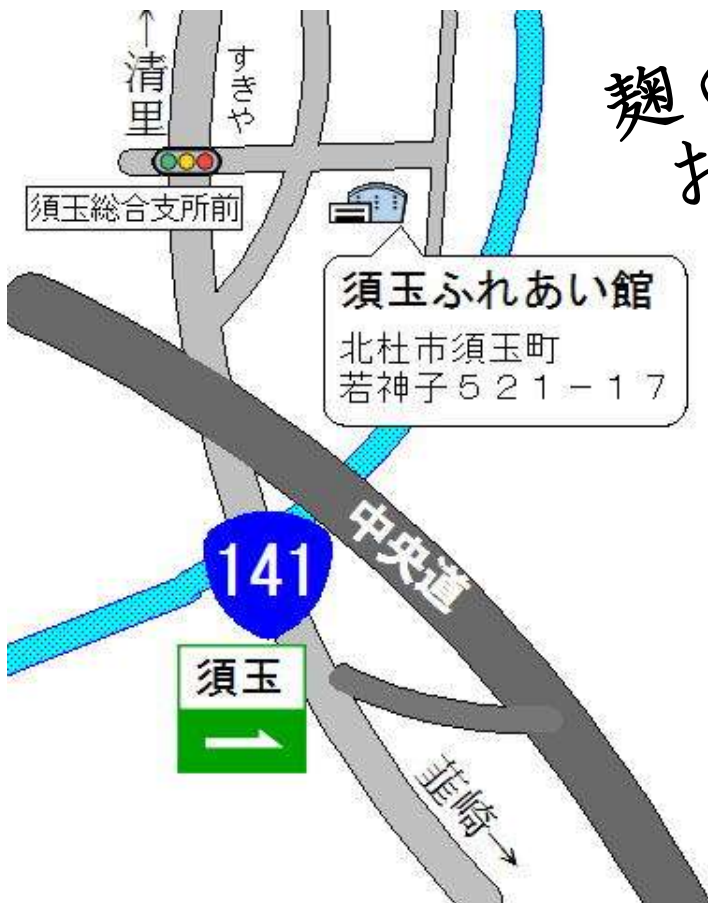 ←清里
すきや
麹の
須玉総合支所前
須玉ふれあい館
北杜市須玉町
若神子５２１－１７
中央道
141
須玉
韮崎→